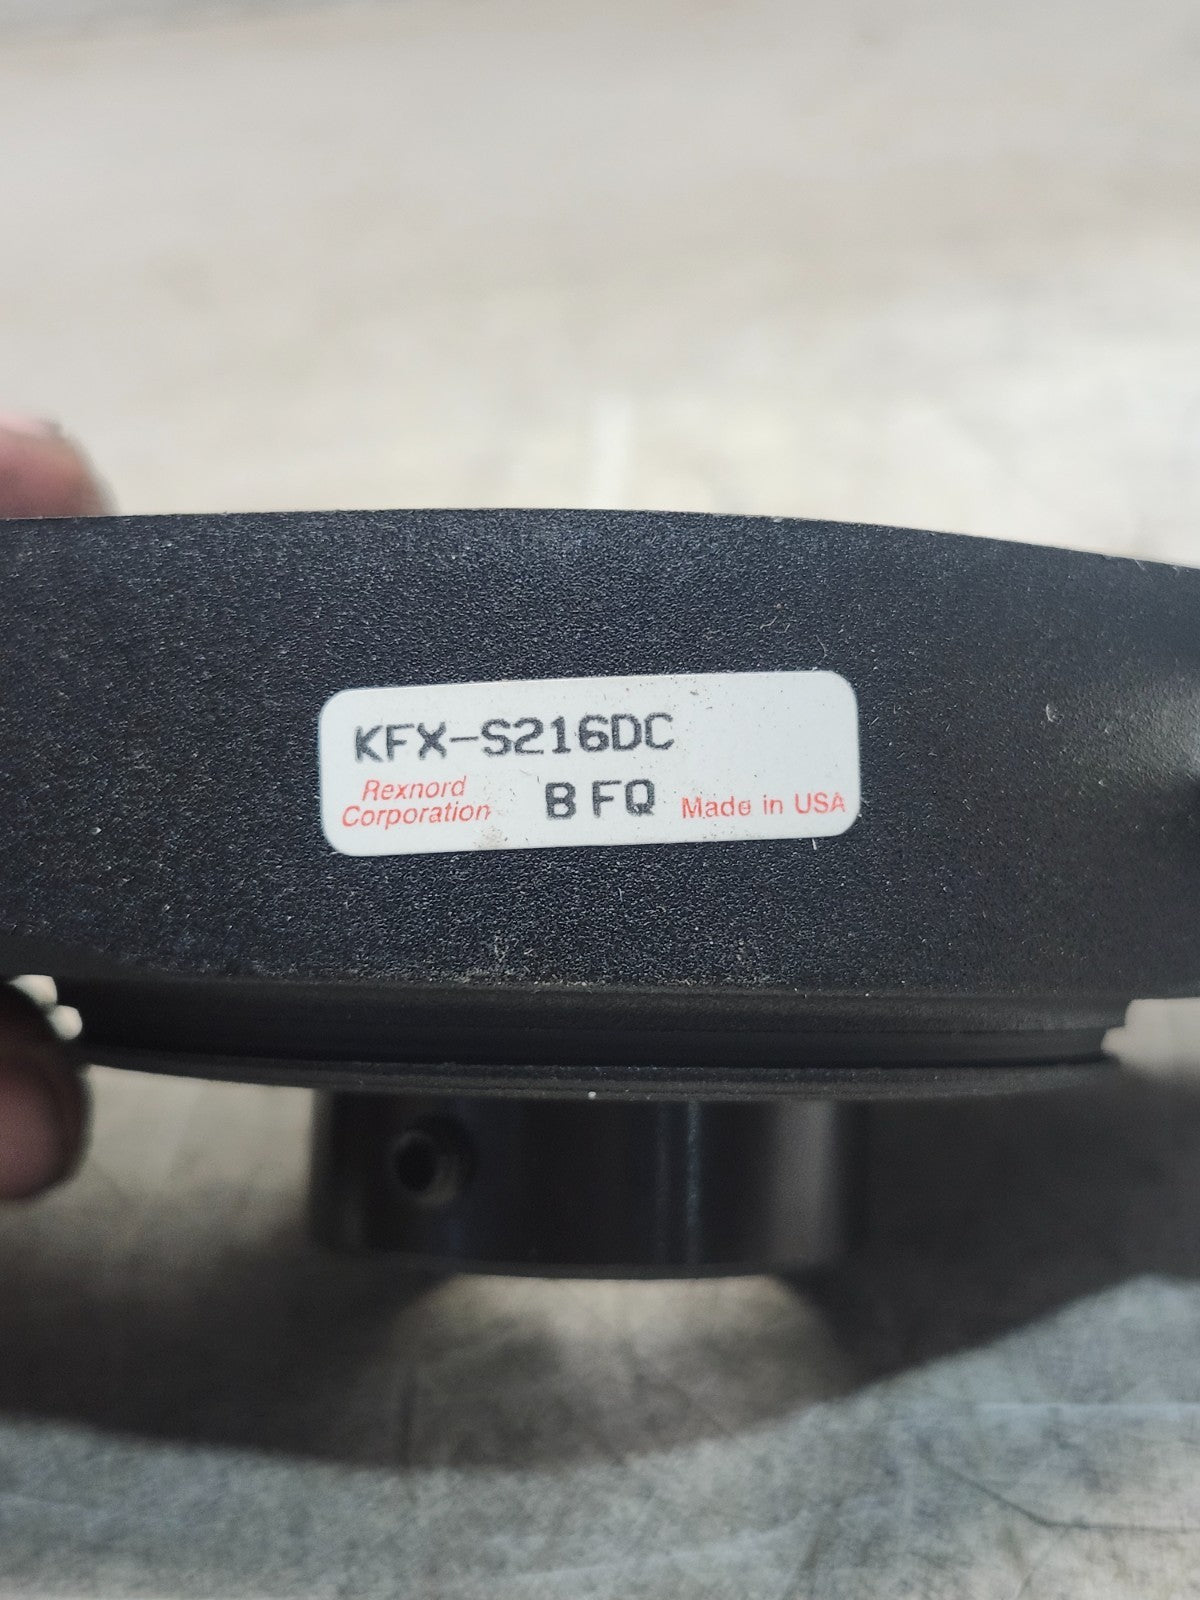 KFX-S216DC
Rexnord
Corporation B FQ Made in USA